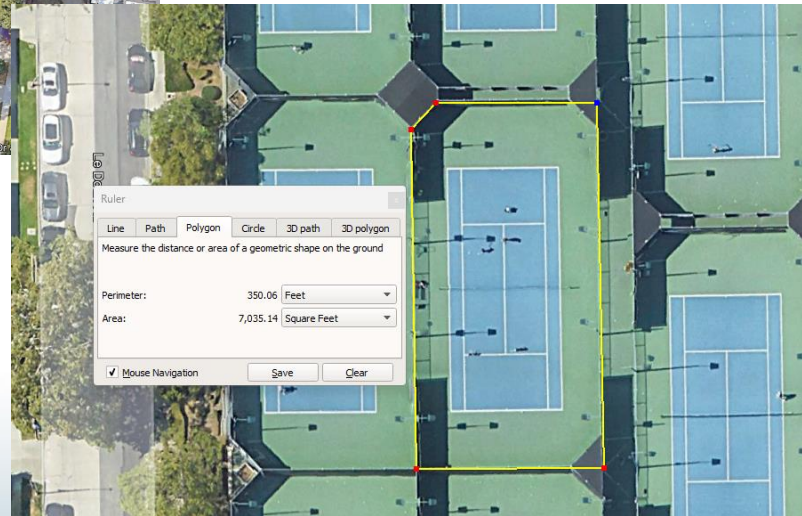 Ruler
Line Path Polygon Circle 3D path 3D polygon
Measure the distance or area of a geometric shape on the ground
Perimeter: 350.06 Feet
Area: 7,035.14 Square Feet
Mouse Navigation Save Clear